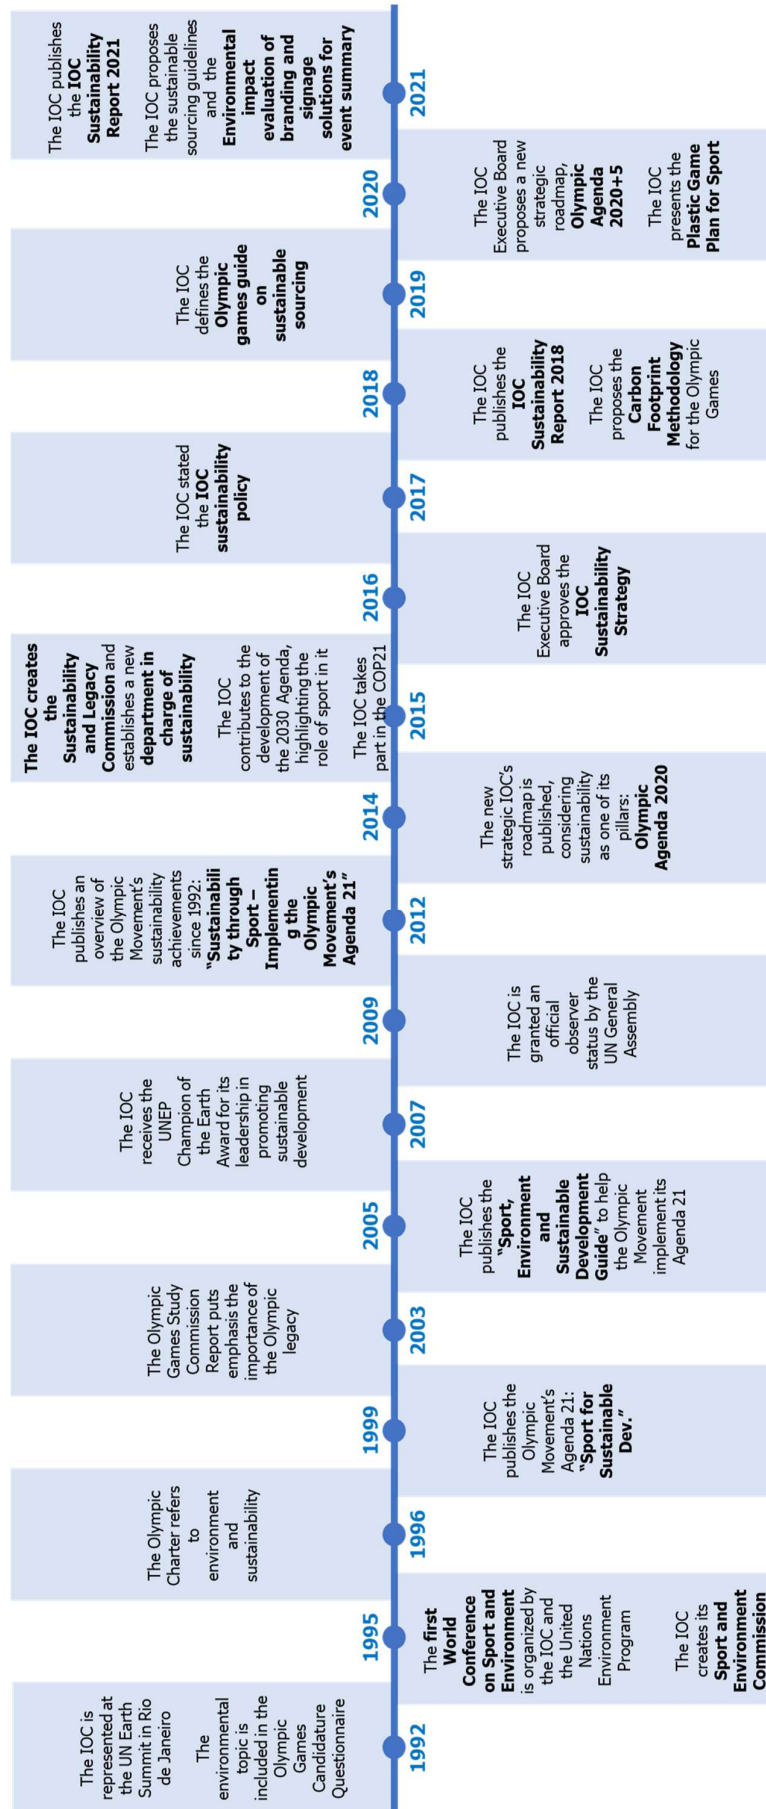 The IOC is
represented at
the UN Earth
Summit in Rio
de Janeiro
The
environmental
topic is
included in the
Olympic
Games
Candidature
Questionnaire
1992
1995
The first
World
Conference
on Sport and
Environment
is organized by
the IOC and
the United
Nations
Environment
Program
The IOC
creates its
Sport and
Environment
Commission
The Olympic
Charter refers
to
environment
and
sustainability
1996
1999
The IOC
publishes the
Olympic
Movement's
Agenda 21:
"Sport for
Sustainable
Dev."
The Olympic
Games Study
Commission
Report puts
emphasis the
importance of
the Olympic
legacy
2003
2005
The IOC
publishes the
"Sport,
Environment
and
Sustainable
Development
Guide" to help
the Olympic
Movement
implement its
Agenda 21
The IOC
receives the
UNEP
Champion of
the Earth
Award for its
leadership in
promoting
sustainable
development
2007
2009
The IOC is
granted an
official
observer
status by the
UN General
Assembly
The IOC
publishes an
overview of
the Olympic
Movement's
sustainability
achievements
since 1992:
"Sustainabili
ty through
Sport –
Implementin
g the
Olympic
Movement's
Agenda 21"
2012
2014
The new
strategic IOC's
roadmap is
published,
considering
sustainability
as one of its
pillars:
Olympic
Agenda 2020
The IOC creates
the
Sustainability
and Legacy
Commission and
establishes a new
department in
charge of
sustainability
The IOC
contributes to the
development of
the 2030 Agenda,
highlighting the
role of sport in it
The IOC takes
part in the COP21
2015
2016
The IOC
Executive Board
approves the
IOC
Sustainability
Strategy
The IOC stated
the IOC
sustainability
policy
2017
2018
The IOC
publishes the
IOC
Sustainability
Report 2018
The IOC
proposes the
Carbon
Footprint
Methodology
for the Olympic
Games
The IOC
defines the
Olympic
games guide
on
sustainable
sourcing
2019
2020
The IOC
Executive Board
proposes a new
strategic
roadmap,
Olympic
Agenda
2020+5
The IOC
presents the
Plastic Game
Plan for Sport
The IOC publishes
the IOC
Sustainability
Report 2021
The IOC proposes
the sustainable
sourcing guidelines
and the
Environmental
impact
evaluation of
branding and
signage
solutions for
event summary
2021